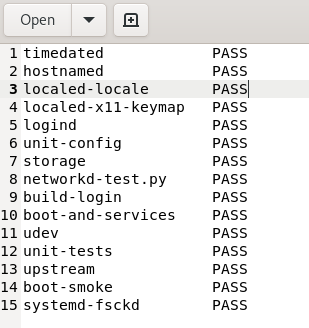 Open
1 timedated PASS
2 hostnamed PASS
3 localed-locale PASS
4 localed-x11-keymap PASS
5 logind PASS
6 unit-config PASS
7 storage PASS
8 networkd-test.py PASS
9 build-login PASS
10 boot-and-services PASS
11 udev PASS
12 unit-tests PASS
13 upstream PASS
14 boot-smoke PASS
15 systemd-fsckd PASS